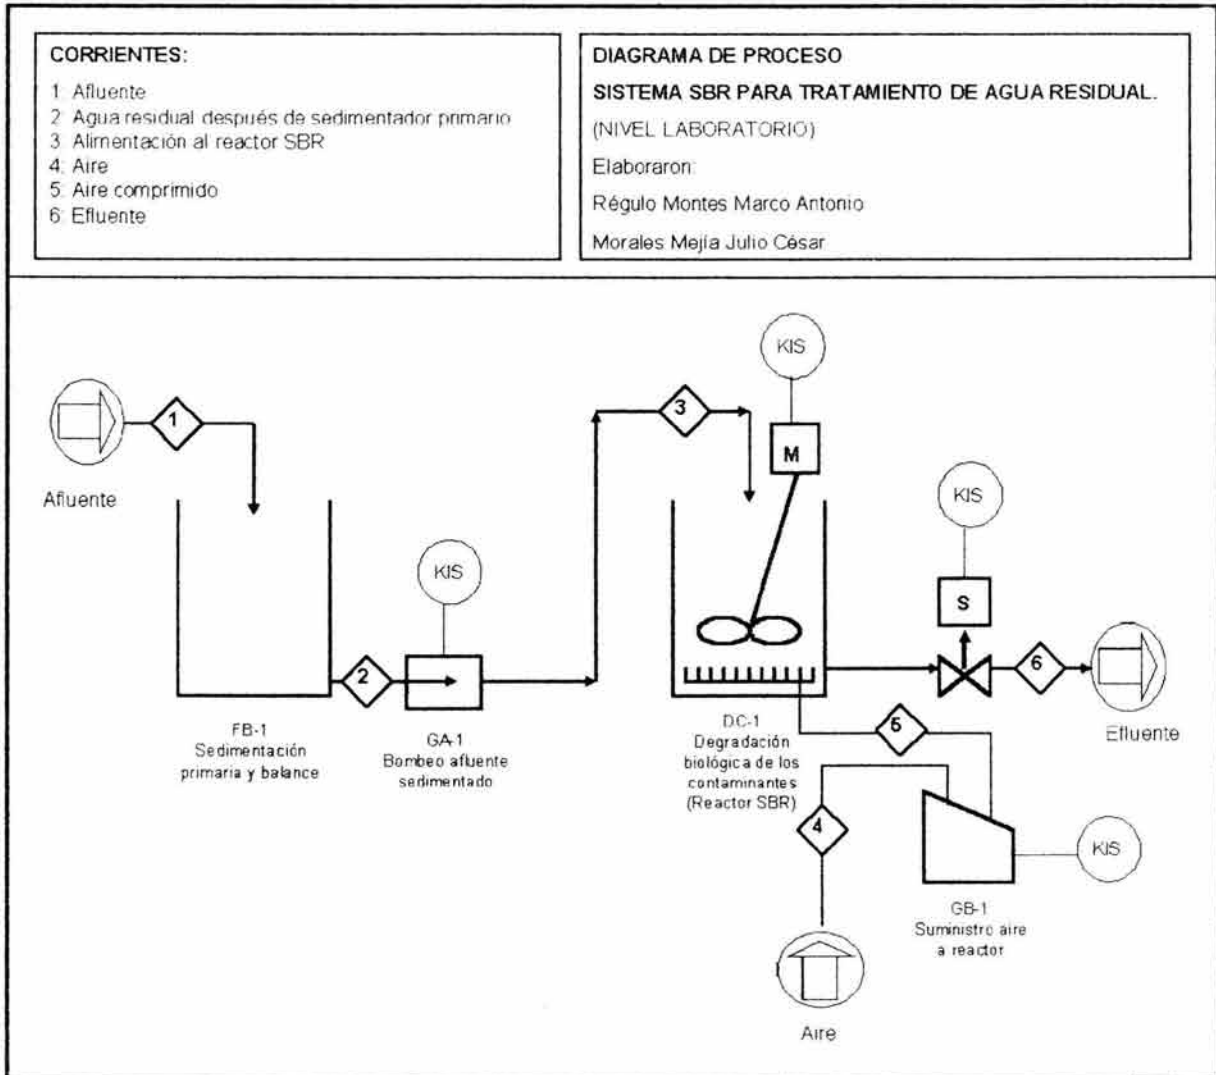 CORRIENTES:
1: Afluente
2: Agua residual después de sedimentador primario
3: Alimentación al reactor SBR
4: Aire
5: Aire comprimido
6: Efluente
DIAGRAMA DE PROCESO
SISTEMA SBR PARA TRATAMIENTO DE AGUA RESIDUAL.
(NIVEL LABORATORIO)
Elaboraron:
Régulo Montes Marco Antonio
Morales Mejía Julio César
KIS
1
3
M
Afluente
KIS
KIS
S
2
6
FB-1
Sedimentación
primaria y balance
GA-1
Bombeo afluente
sedimentado
DC-1
Degradación
biológica de los
contaminantes
(Reactor SBR)
5
Efluente
4
KIS
GB-1
Suministro aire
a reactor
Aire